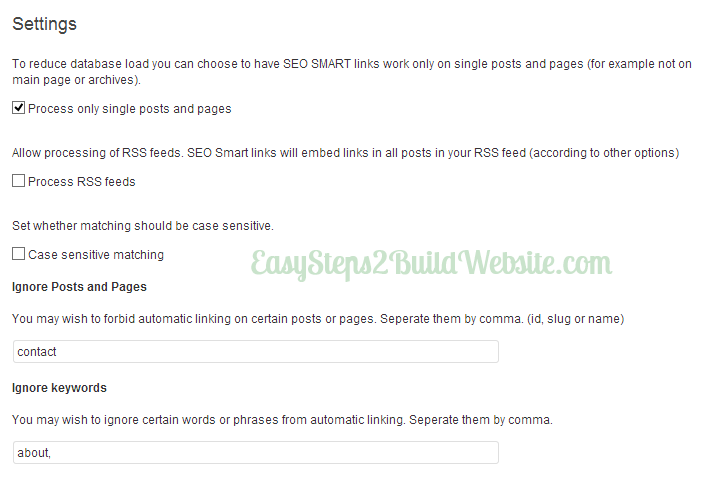 Settings
To reduce database load you can choose to have SEO SMART links work only on single posts and pages (for example not on
main page or archives).
Process only single posts and pages
Allow processing of RSS feeds. SEO Smart links will embed links in all posts in your RSS feed (according to other options)
Process RSS feeds
Set whether matching should be case sensitive.
Case sensitive matching
EasySteps2BuildWebsite.com
Ignore Posts and Pages
You may wish to forbid automatic linking on certain posts or pages. Seperate them by comma. (id, slug or name)
contact
Ignore keywords
You may wish to ignore certain words or phrases from automatic linking. Seperate them by comma.
about,